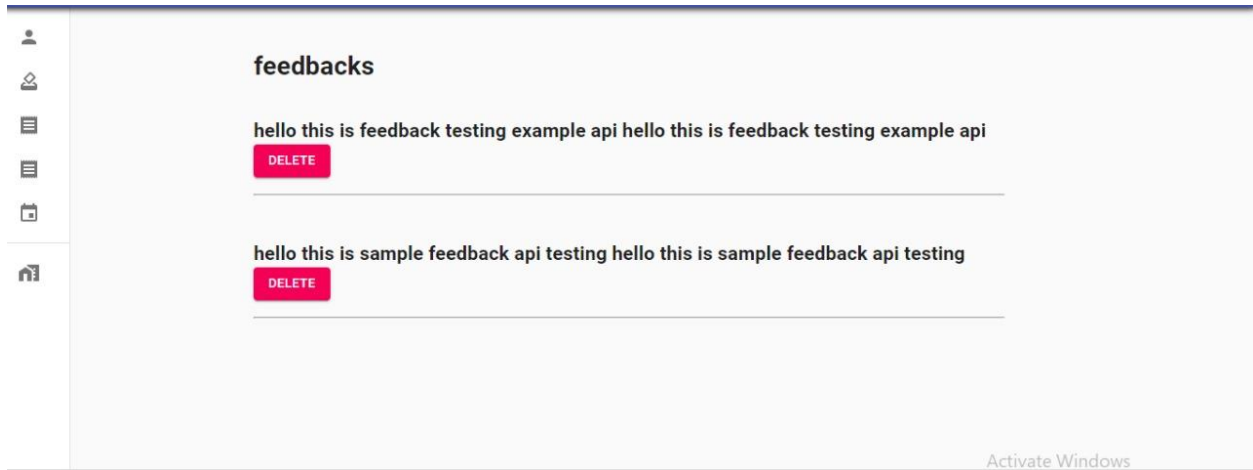 feedbacks
hello this is feedback testing example api hello this is feedback testing example api
DELETE
hello this is sample feedback api testing hello this is sample feedback api testing
DELETE
Activate Windows